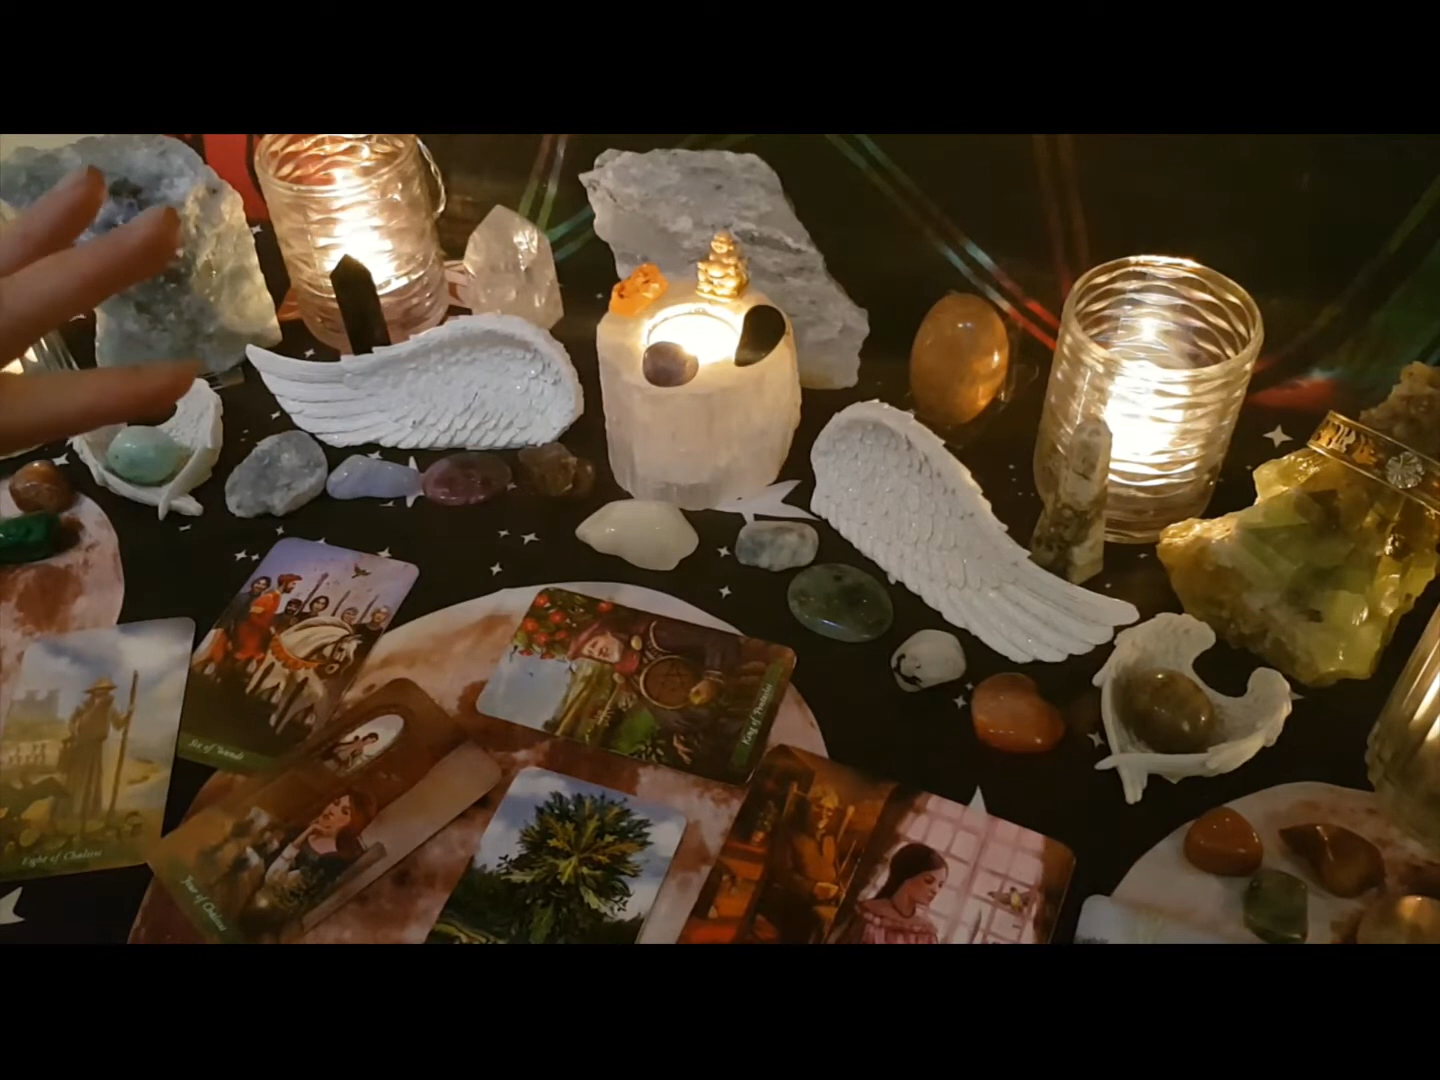 Six of Wands
King of Pentacles
Eight of Chalices
Four of Chalices